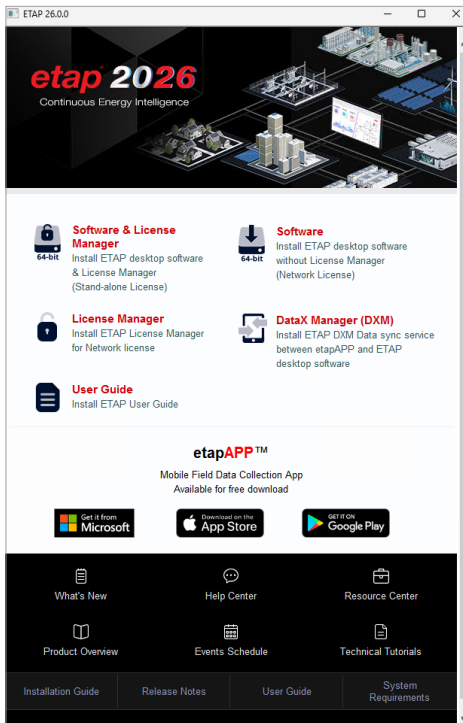 ETAP 26.0.0
etap 2026
Continuous Energy Intelligence
Software & License
Manager
64-bit
Install ETAP desktop software
& License Manager
(Stand-alone License)
Software
64-bit
Install ETAP desktop software
without License Manager
(Network License)
License Manager
Install ETAP License Manager
for Network license
DataX Manager (DXM)
Install ETAP DXM Data sync service
between etapAPP and ETAP
desktop software
User Guide
Install ETAP User Guide
etapAPP™
Mobile Field Data Collection App
Available for free download
Get it from
Microsoft
Download on the
App Store
GET IT ON
Google Play
What's New
Help Center
Resource Center
Product Overview
Events Schedule
Technical Tutorials
Installation Guide
Release Notes
User Guide
System
Requirements